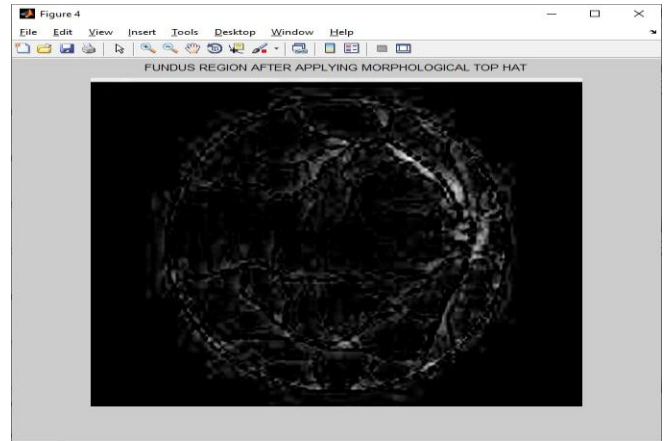 Figure 4
File Edit View Insert Tools Desktop Window Help
FUNDUS REGION AFTER APPLYING MORPHOLOGICAL TOP HAT